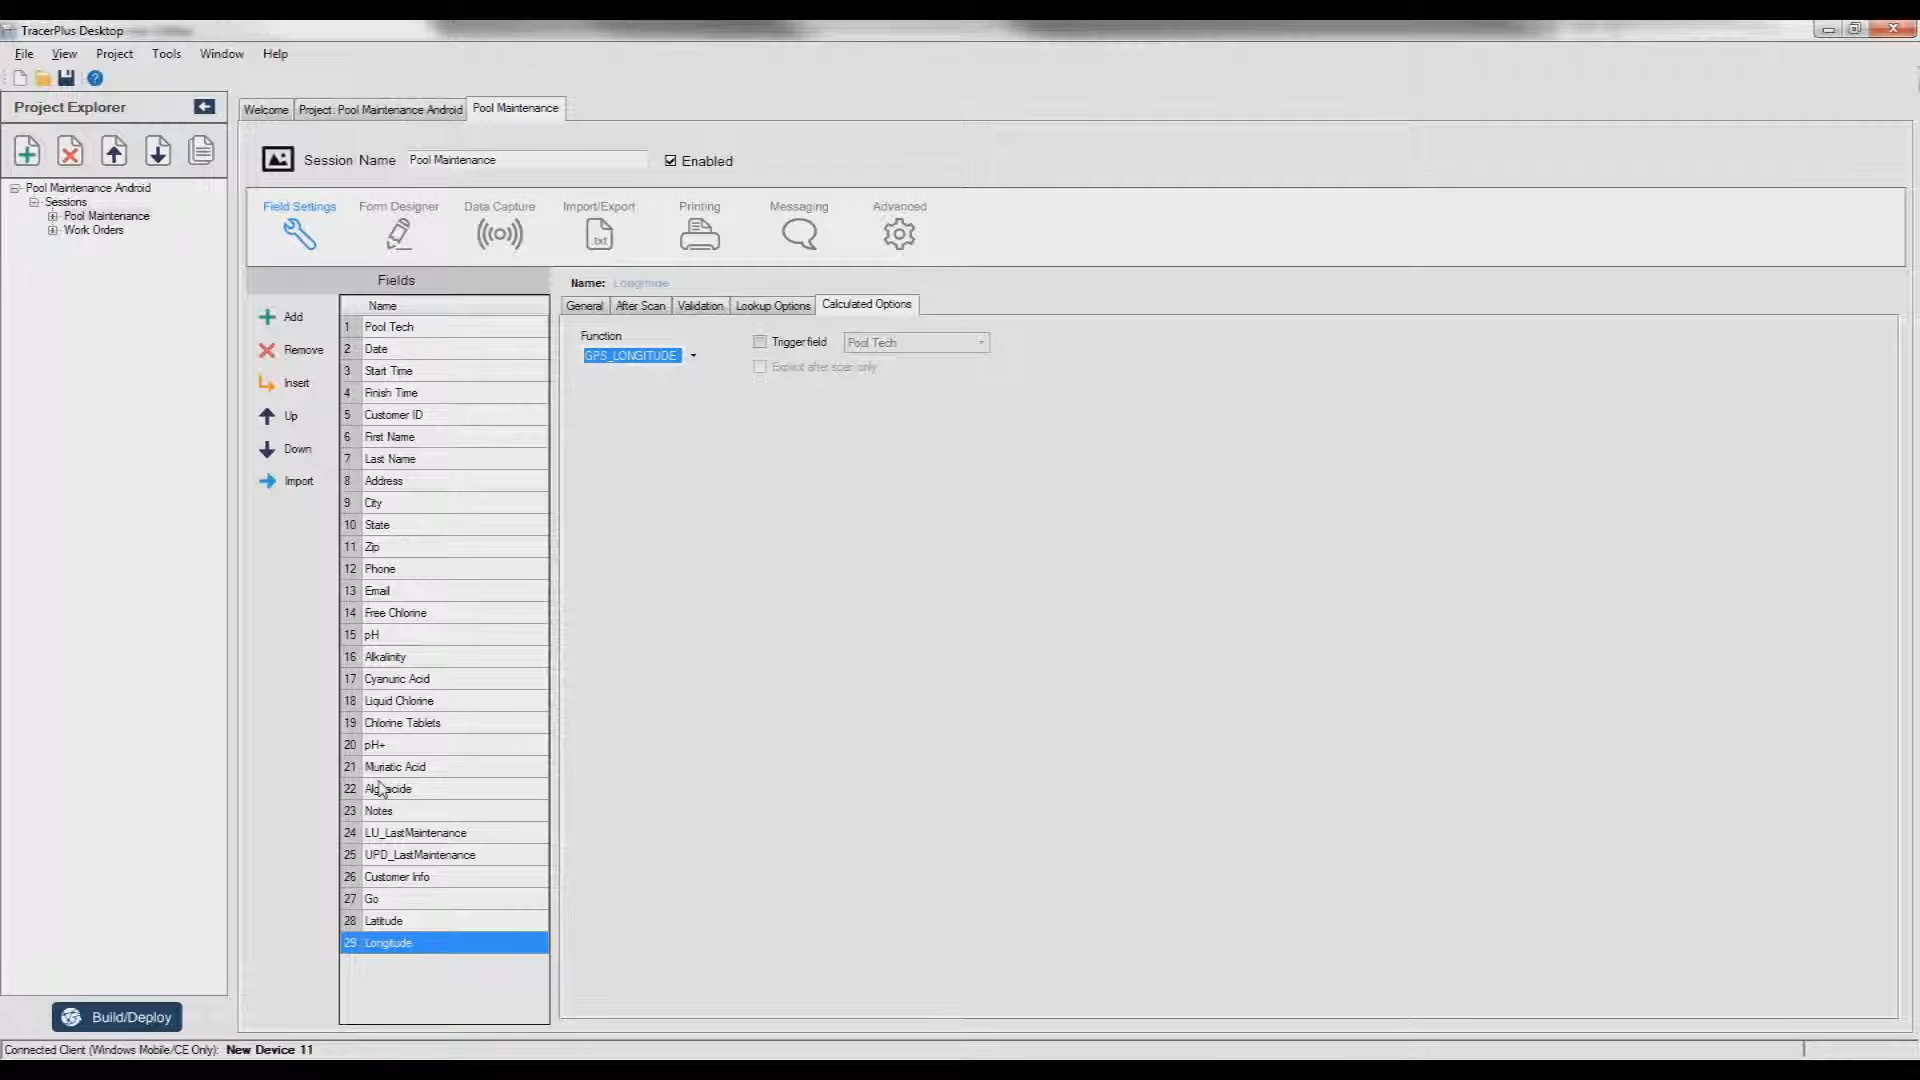 TracerPlus Desktop
File View Project Tools Window Help
Project Explorer
Pool Maintenance Android
Sessions
Pool Maintenance
Work Orders
Build/Deploy
Welcome Project: Pool Maintenance Android Pool Maintenance
Session Name Pool Maintenance Enabled
Field Settings Form Designer Data Capture Import/Export Printing Messaging Advanced
.txt
Fields
Add
Remove
Insert
Up
Down
Import
Name
1 Pool Tech
2 Date
3 Start Time
4 Finish Time
5 Customer ID
6 First Name
7 Last Name
8 Address
9 City
10 State
11 Zip
12 Phone
13 Email
14 Free Chlorine
15 pH
16 Alkalinity
17 Cyanuric Acid
18 Liquid Chlorine
19 Chlorine Tablets
20 pH+
21 Muriatic Acid
22
23 Notes
24 LU_LastMaintenance
25 UPD_LastMaintenance
26 Customer Info
27 Go
28 Latitude
29 Longitude
Name: Longitude
General After Scan Validation Lookup Options Calculated Options
Function
GPS_LONGITUDE
Trigger field Pool Tech
Explicit after scan only
Connected Client (Windows Mobile/CE Only): New Device 11